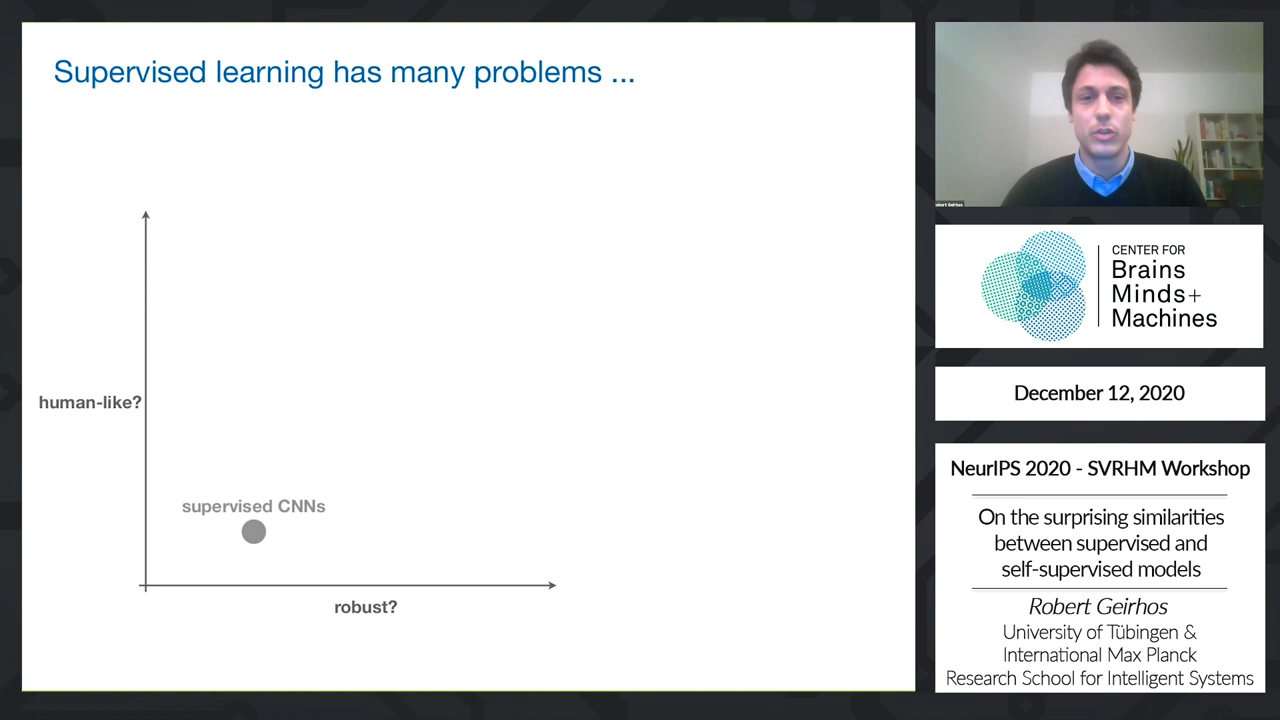 Supervised learning has many problems ...
human-like?
supervised CNNs
robust?
Robert Geirhos
CENTER FOR
Brains
Minds+
Machines
December 12, 2020
NeurIPS 2020 - SVRHM Workshop
On the surprising similarities
between supervised and
self-supervised models
Robert Geirhos
University of Tübingen &
International Max Planck
Research School for Intelligent Systems